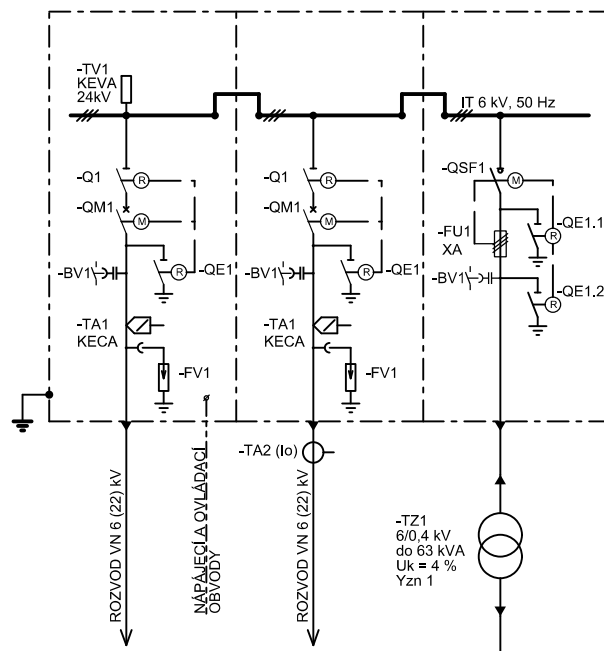 -TV1
KEVA
24kV
IT 6 kV, 50 Hz
-Q1
R
-QM1
M
-BV1
R
-QE1
-TA1
KECA
-FV1
-Q1
R
-QM1
M
-BV1
R
-QE1
-TA1
KECA
-FV1
-QSF1
M
-FU1
XA
QE1.1
R
-BV1
QE1.2
R
-TA2 (Io)
ROZVOD VN 6 (22) kV
NÁPÁJECÍ A OVLÁDACÍ
OBVODY
ROZVOD VN 6 (22) kV
-TZ1
6/0,4 kV
do 63 kVA
Uk = 4 %
Yzn 1